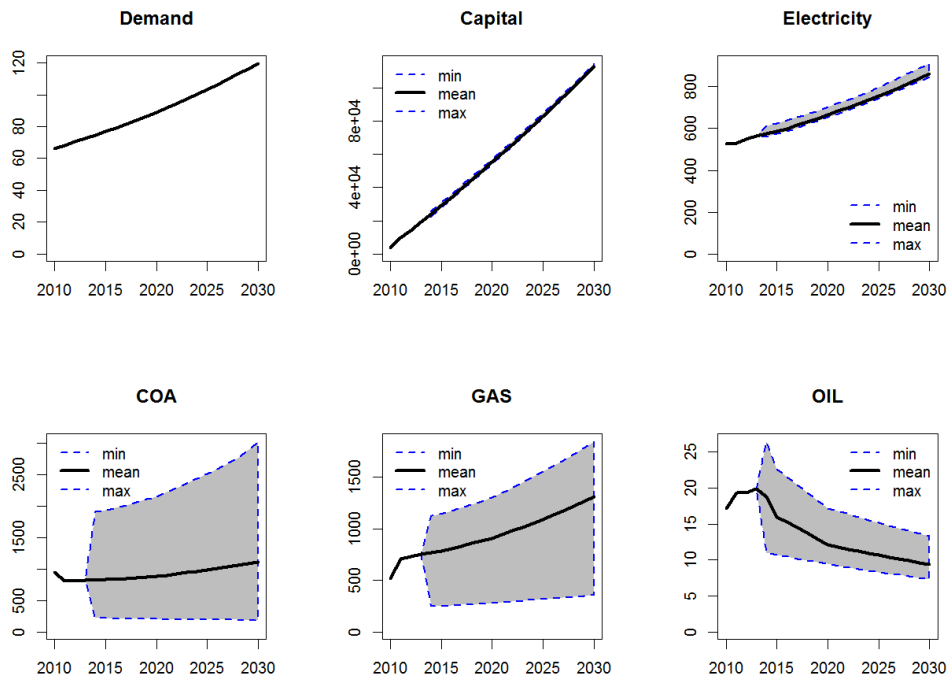 Demand
120
80
60
40
20
0
2010 2015 2020 2025 2030
Capital
min
mean
max
8e+04
4e+04
0e+00
2010 2015 2020 2025 2030
Electricity
800
600
400
200
0
min
mean
max
2010 2015 2020 2025 2030
COA
min
mean
max
2500
1500
500
0
2010 2015 2020 2025 2030
GAS
min
mean
max
1500
1000
500
0
2010 2015 2020 2025 2030
OIL
min
mean
max
25
20
15
10
5
0
2010 2015 2020 2025 2030